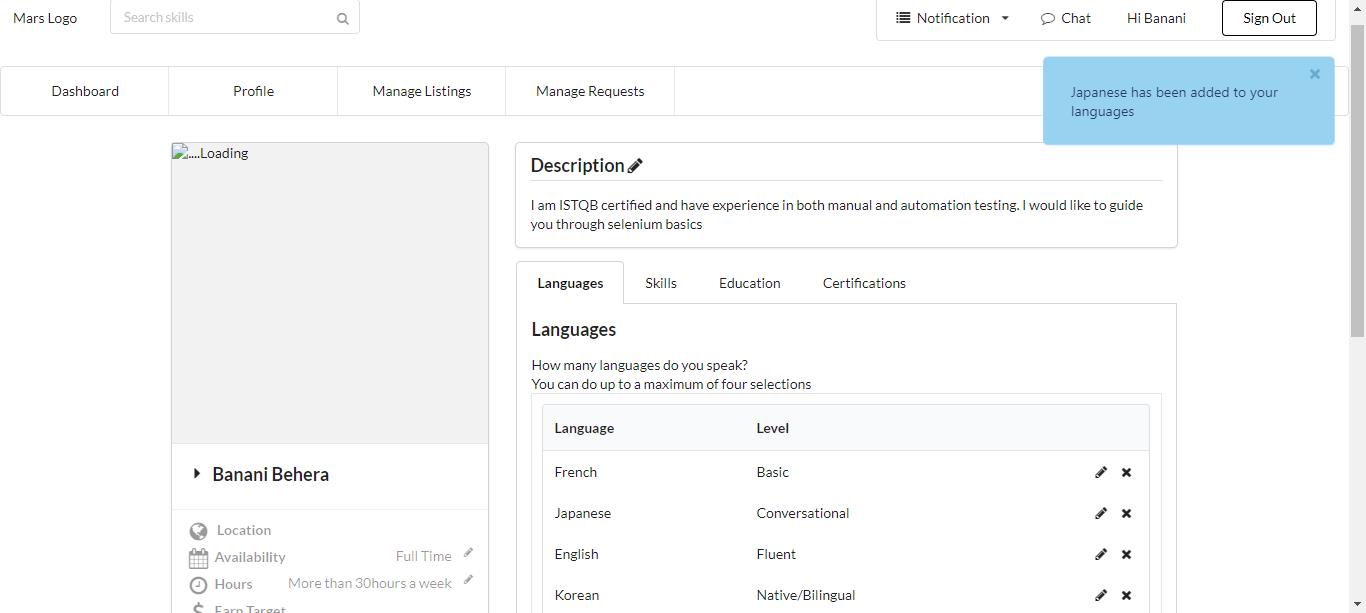 Mars Logo
Search skills
Notification
Chat
Hi Banani
Sign Out
Dashboard
Profile
Manage Listings
Manage Requests
Japanese has been added to your
languages
....Loading
Description
I am ISTQB certified and have experience in both manual and automation testing. I would like to guide
you through selenium basics
Languages
Skills
Education
Certifications
Languages
How many languages do you speak?
You can do up to a maximum of four selections
Language
Level
French
Basic
Japanese
Conversational
English
Fluent
Korean
Native/Bilingual
Banani Behera
Location
Availability
Full Time
Hours
More than 30hours a week
Earn Target